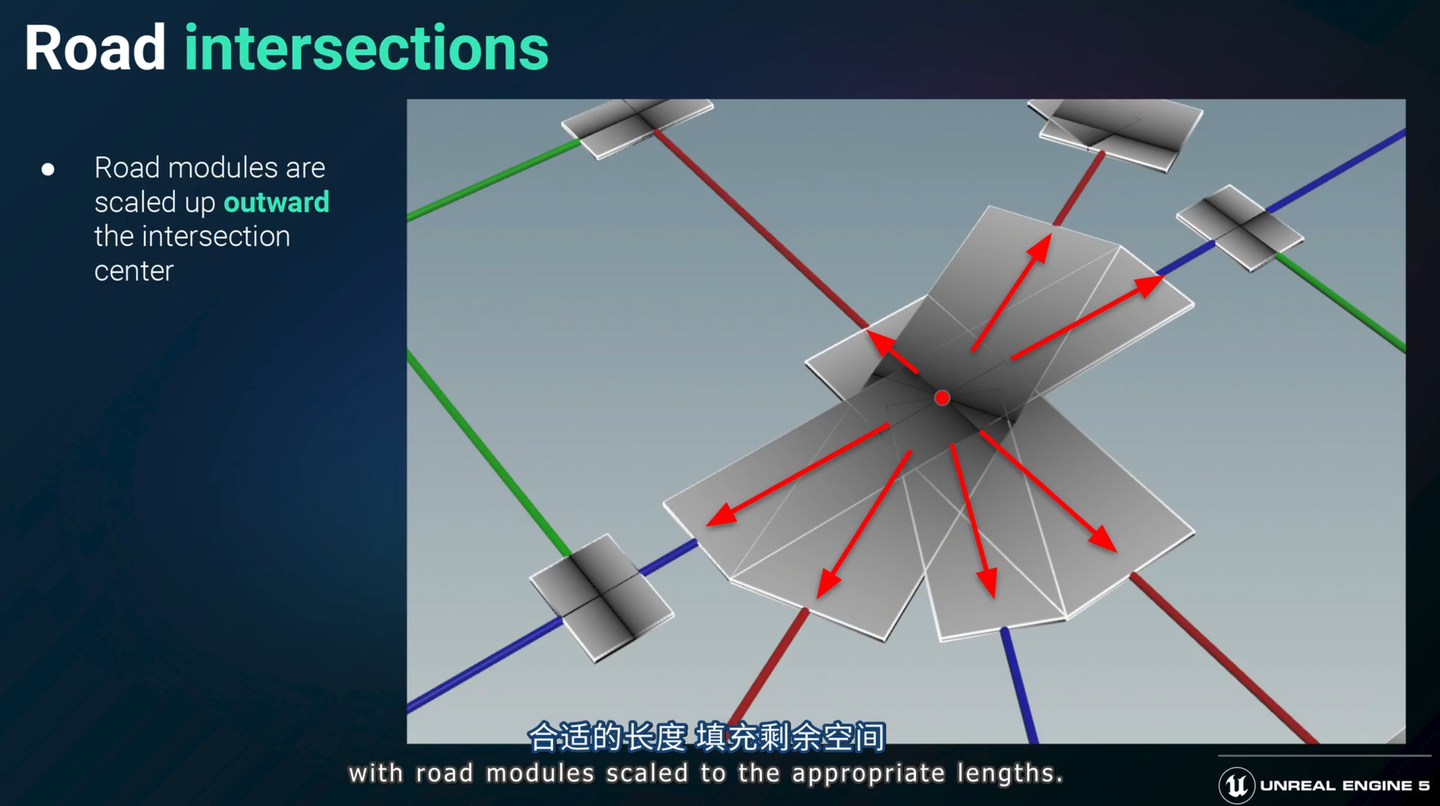 Road intersections
● Road modules are
scaled up outward
the intersection
center
合适的长度 填充剩余空间
with road modules scaled to the appropriate lengths.
UNREAL ENGINE 5